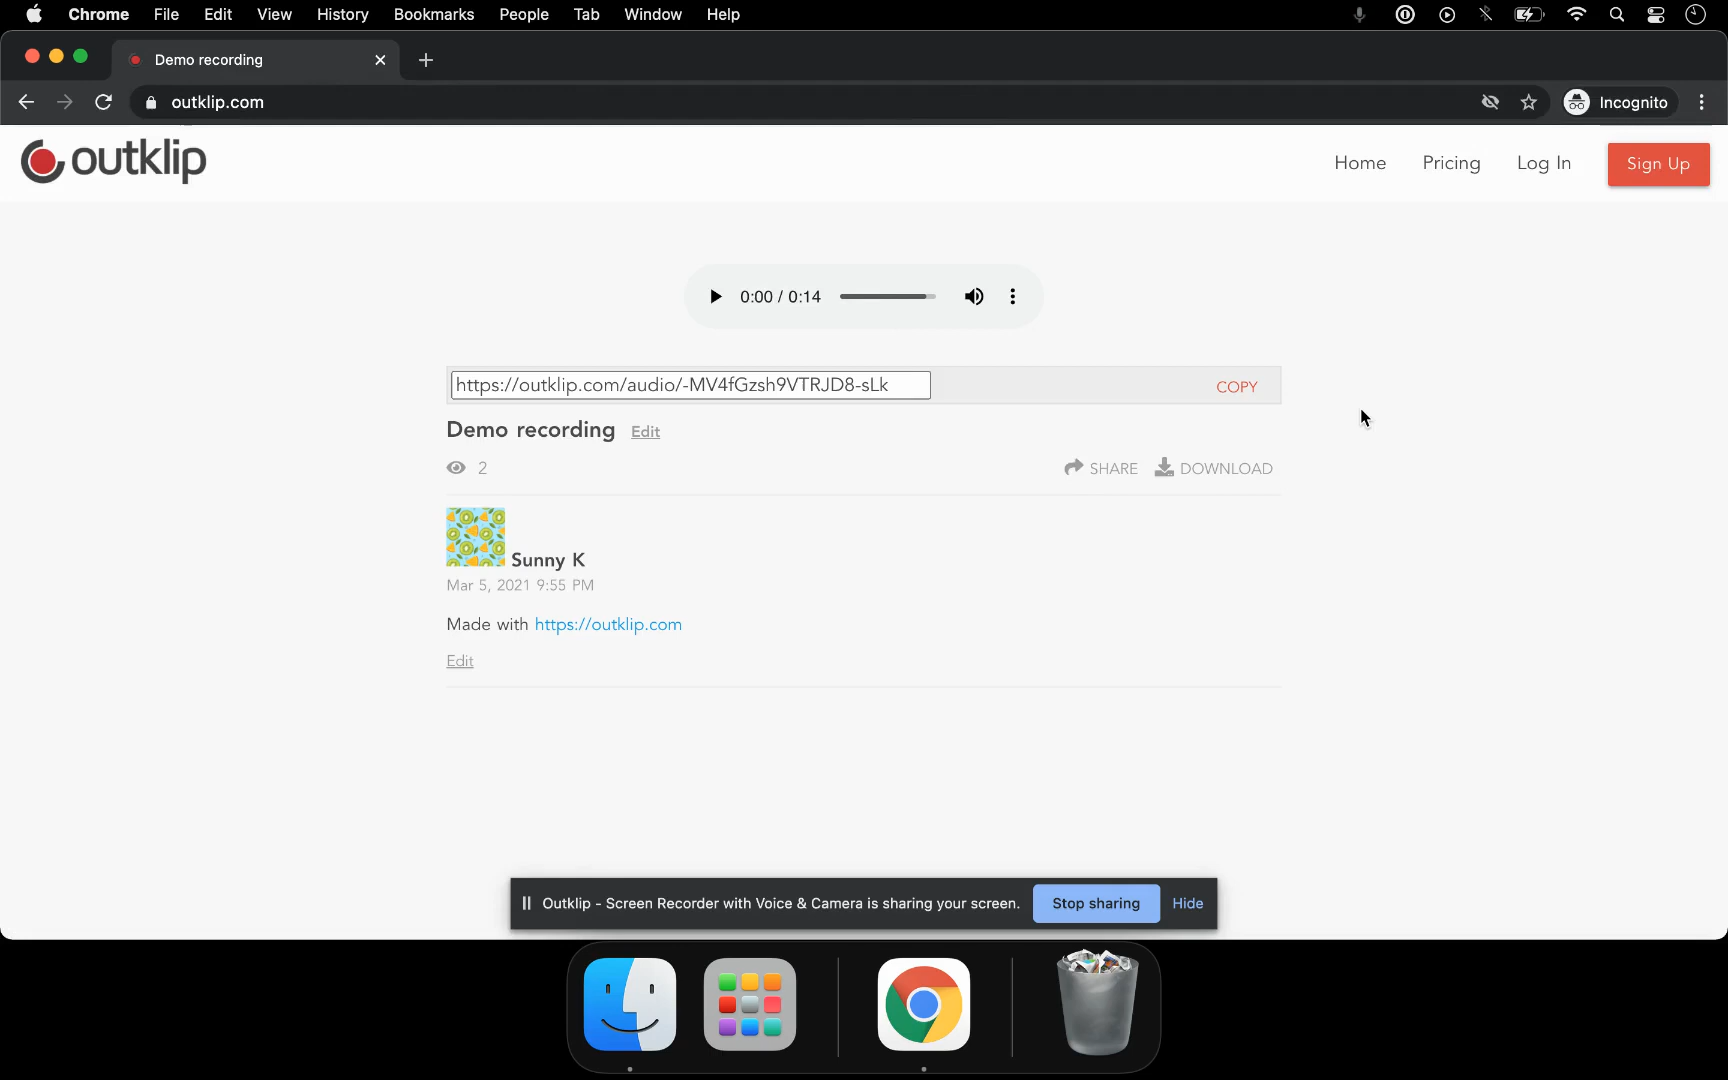 Chrome File Edit View History Bookmarks People Tab Window Help
Demo recording
outklip.com
Incognito
outklip
Home Pricing Log In Sign Up
0:00 / 0:14
https://outklip.com/audio/-MV4fGzsh9VTRJD8-sLk COPY
Demo recording Edit
2 SHARE DOWNLOAD
Sunny K
Mar 5, 2021 9:55 PM
Made with https://outklip.com
Edit
Outklip - Screen Recorder with Voice & Camera is sharing your screen. Stop sharing Hide